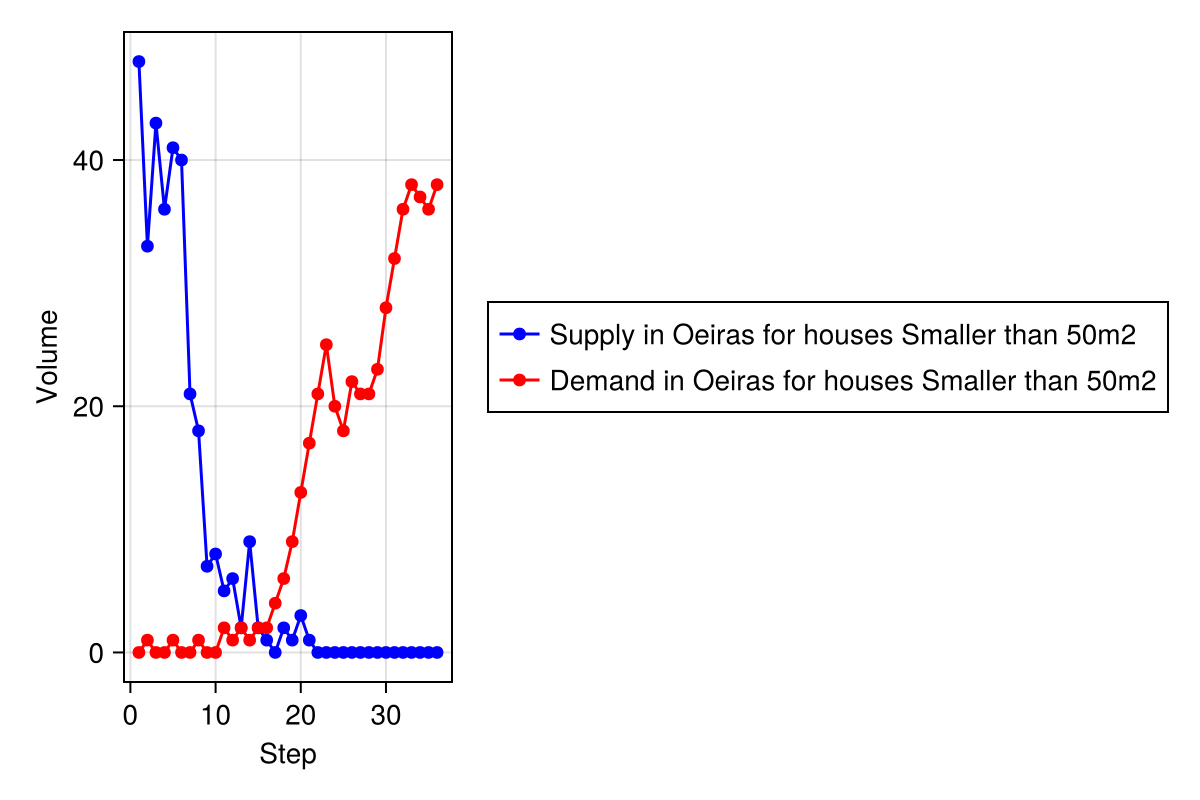 40
20
0
Volume
0 10 20 30
Step
Supply in Oeiras for houses Smaller than 50m2
Demand in Oeiras for houses Smaller than 50m2